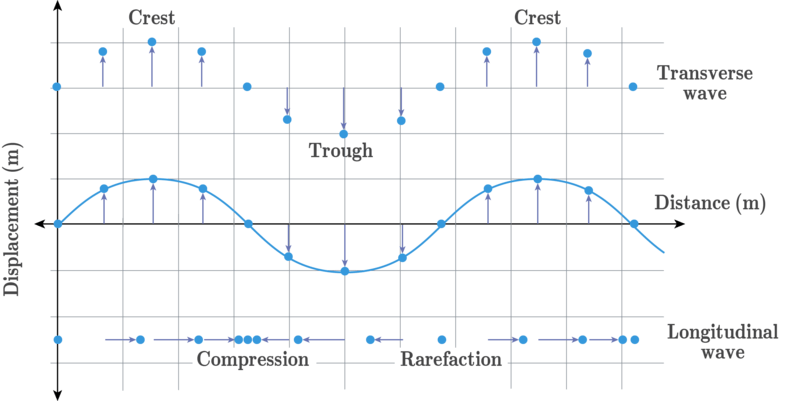 Crest
Crest
Transverse
wave
Trough
Displacement (m)
Distance (m)
Longitudinal
wave
Compression
Rarefaction